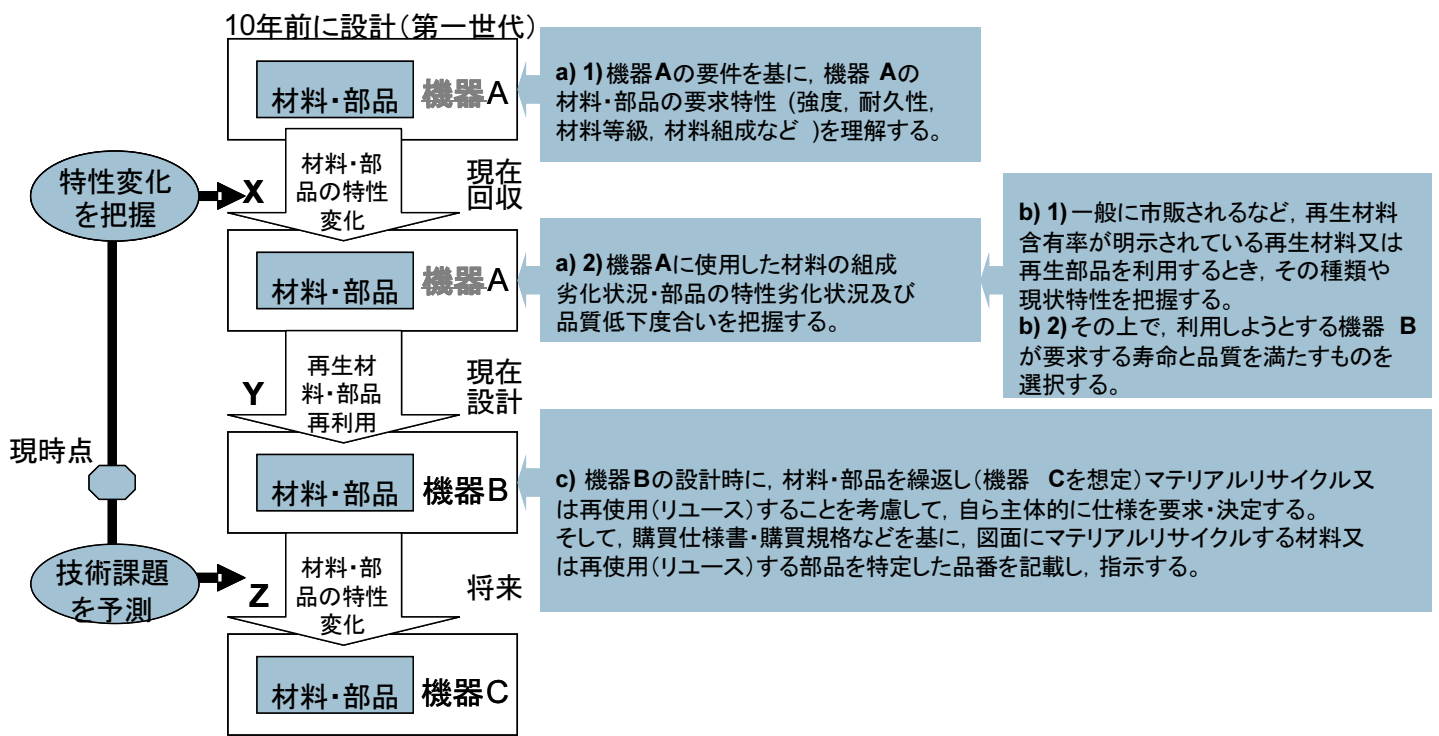 10年前に設計（第一世代）
材料・部品 機器A
a) 1)機器Aの要件を基に，機器 Aの
材料・部品の要求特性 (強度，耐久性，
材料等級，材料組成など )を理解する。
特性変化
を把握
X
材料・部
品の特性
変化
現在
回収
材料・部品 機器A
a) 2)機器Aに使用した材料の組成
劣化状況・部品の特性劣化状況及び
品質低下度合いを把握する。
b) 1)一般に市販されるなど，再生材料
含有率が明示されている再生材料又は
再生部品を利用するとき，その種類や
現状特性を把握する。
b) 2)その上で，利用しようとする機器 B
が要求する寿命と品質を満たすものを
選択する。
Y
再生材
料・部品
再利用
現在
設計
現時点
材料・部品 機器B
c) 機器Bの設計時に，材料・部品を繰返し（機器 Cを想定）マテリアルリサイクル又
は再使用（リユース）することを考慮して，自ら主体的に仕様を要求・決定する。
そして，購買仕様書・購買規格などを基に，図面にマテリアルリサイクルする材料又
は再使用（リユース）する部品を特定した品番を記載し，指示する。
技術課題
を予測
Z
材料・部
品の特性
変化
将来
材料・部品 機器C